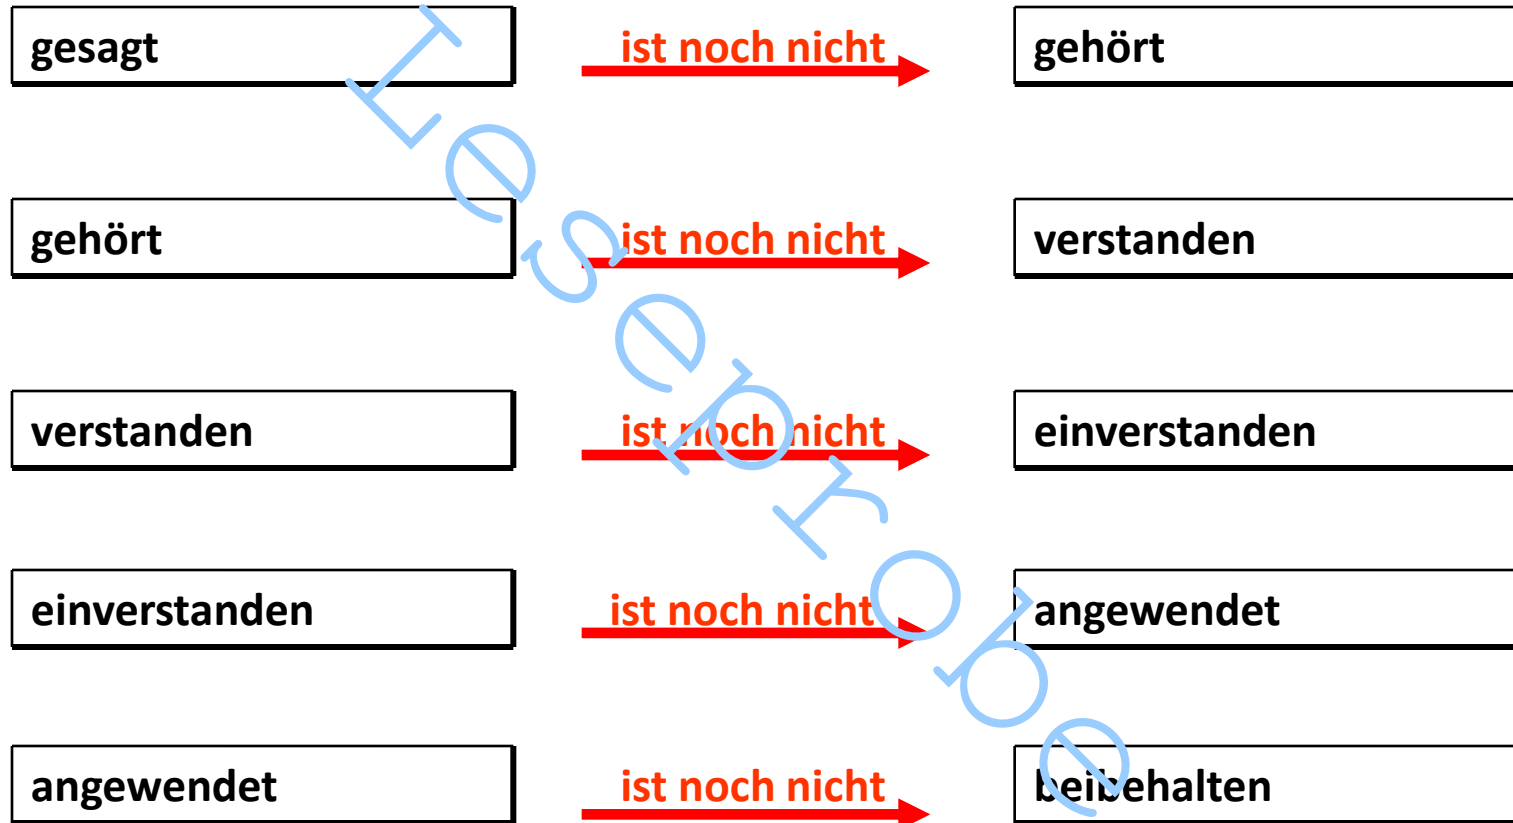 gesagt ist noch nicht gehört
gehört ist noch nicht verstanden
verstanden ist noch nicht einverstanden
einverstanden ist noch nicht angewendet
angewendet ist noch nicht beibehalten
Leseprobe